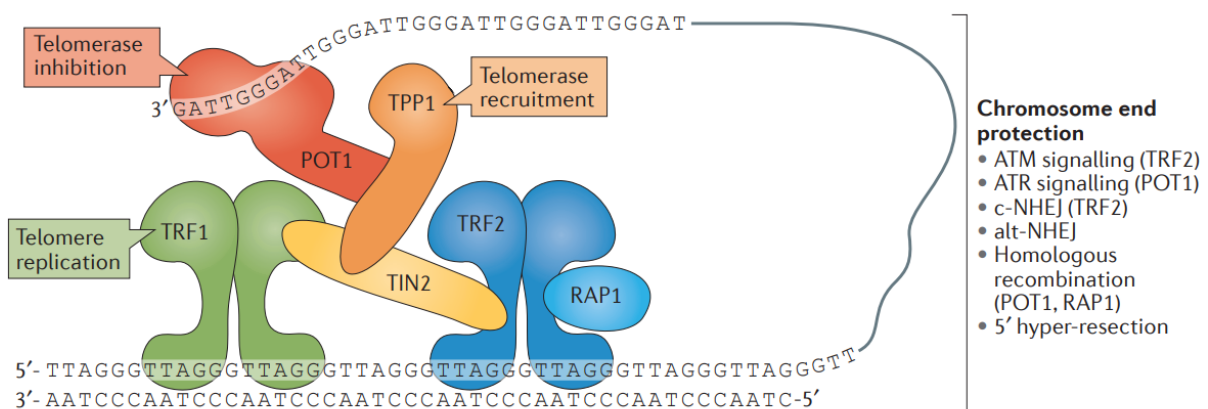 GATTGGGATTGGGATTGGGATTGGGATTGGGAT
3′
Telomerase
inhibition
TPP1
Telomerase
recruitment
POT1
TRF1
TRF2
Telomere
replication
TIN2
RAP1
5′- TTAGGGTTAGGGTTAGGGTTAGGGTTAGGGTTAGGGTTAGGGTTAGGGTT
3′- AATCCCAATCCCAATCCCAATCCCAATCCCAATCCCAATCCCAATC-5′
Chromosome end
protection
• ATM signalling (TRF2)
• ATR signalling (POT1)
• c-NHEJ (TRF2)
• alt-NHEJ
• Homologous
recombination
(POT1, RAP1)
• 5′ hyper-resection